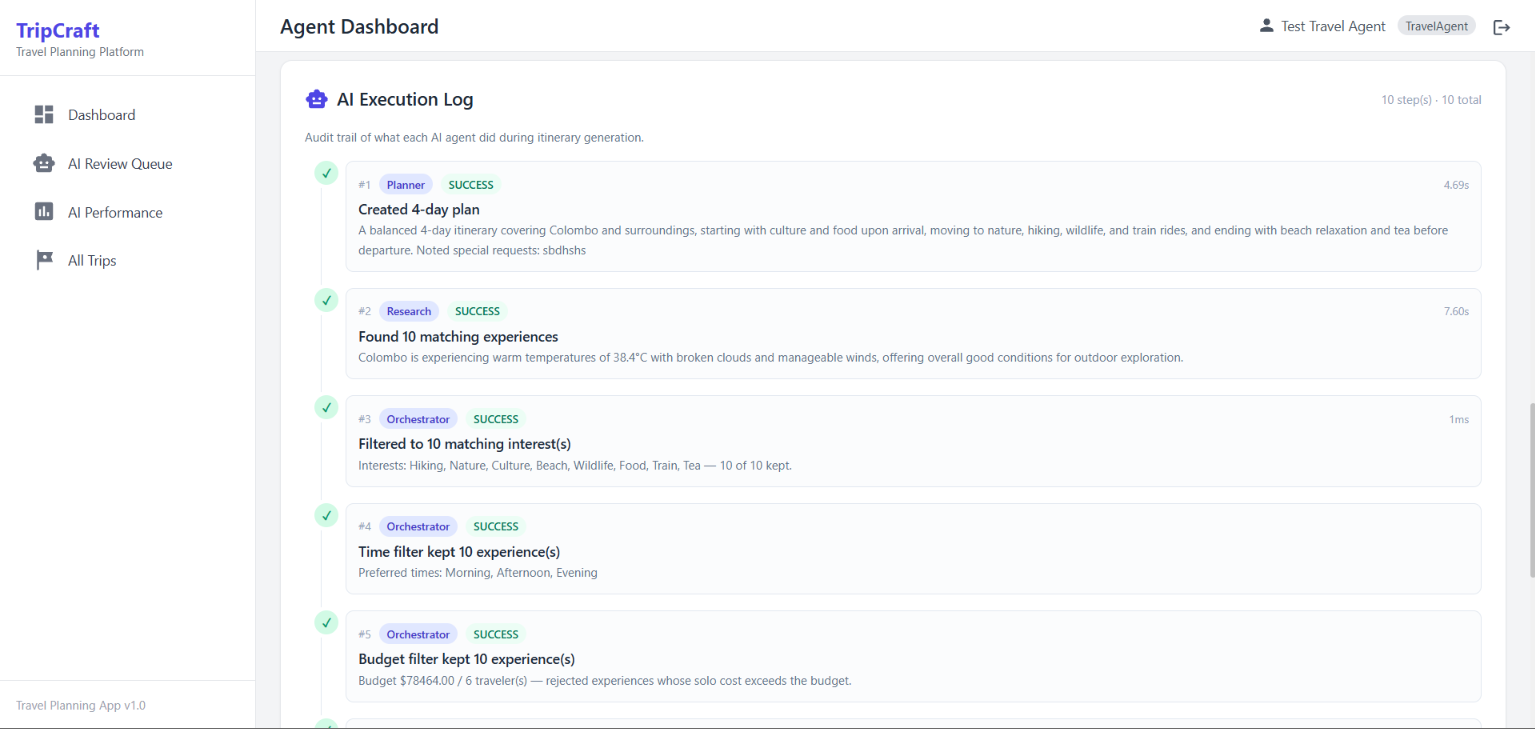 TripCraft
Travel Planning Platform
Dashboard
AI Review Queue
AI Performance
All Trips
Travel Planning App v1.0
Agent Dashboard
Test Travel Agent
TravelAgent
AI Execution Log
10 step(s) · 10 total
Audit trail of what each AI agent did during itinerary generation.
#1 Planner SUCCESS 4.69s
Created 4-day plan
A balanced 4-day itinerary covering Colombo and surroundings, starting with culture and food upon arrival, moving to nature, hiking, wildlife, and train rides, and ending with beach relaxation and tea before
departure. Noted special requests: sbdhshs
#2 Research SUCCESS 7.60s
Found 10 matching experiences
Colombo is experiencing warm temperatures of 38.4°C with broken clouds and manageable winds, offering overall good conditions for outdoor exploration.
#3 Orchestrator SUCCESS 1ms
Filtered to 10 matching interest(s)
Interests: Hiking, Nature, Culture, Beach, Wildlife, Food, Train, Tea — 10 of 10 kept.
#4 Orchestrator SUCCESS
Time filter kept 10 experience(s)
Preferred times: Morning, Afternoon, Evening
#5 Orchestrator SUCCESS
Budget filter kept 10 experience(s)
Budget $78464.00 / 6 traveler(s) — rejected experiences whose solo cost exceeds the budget.